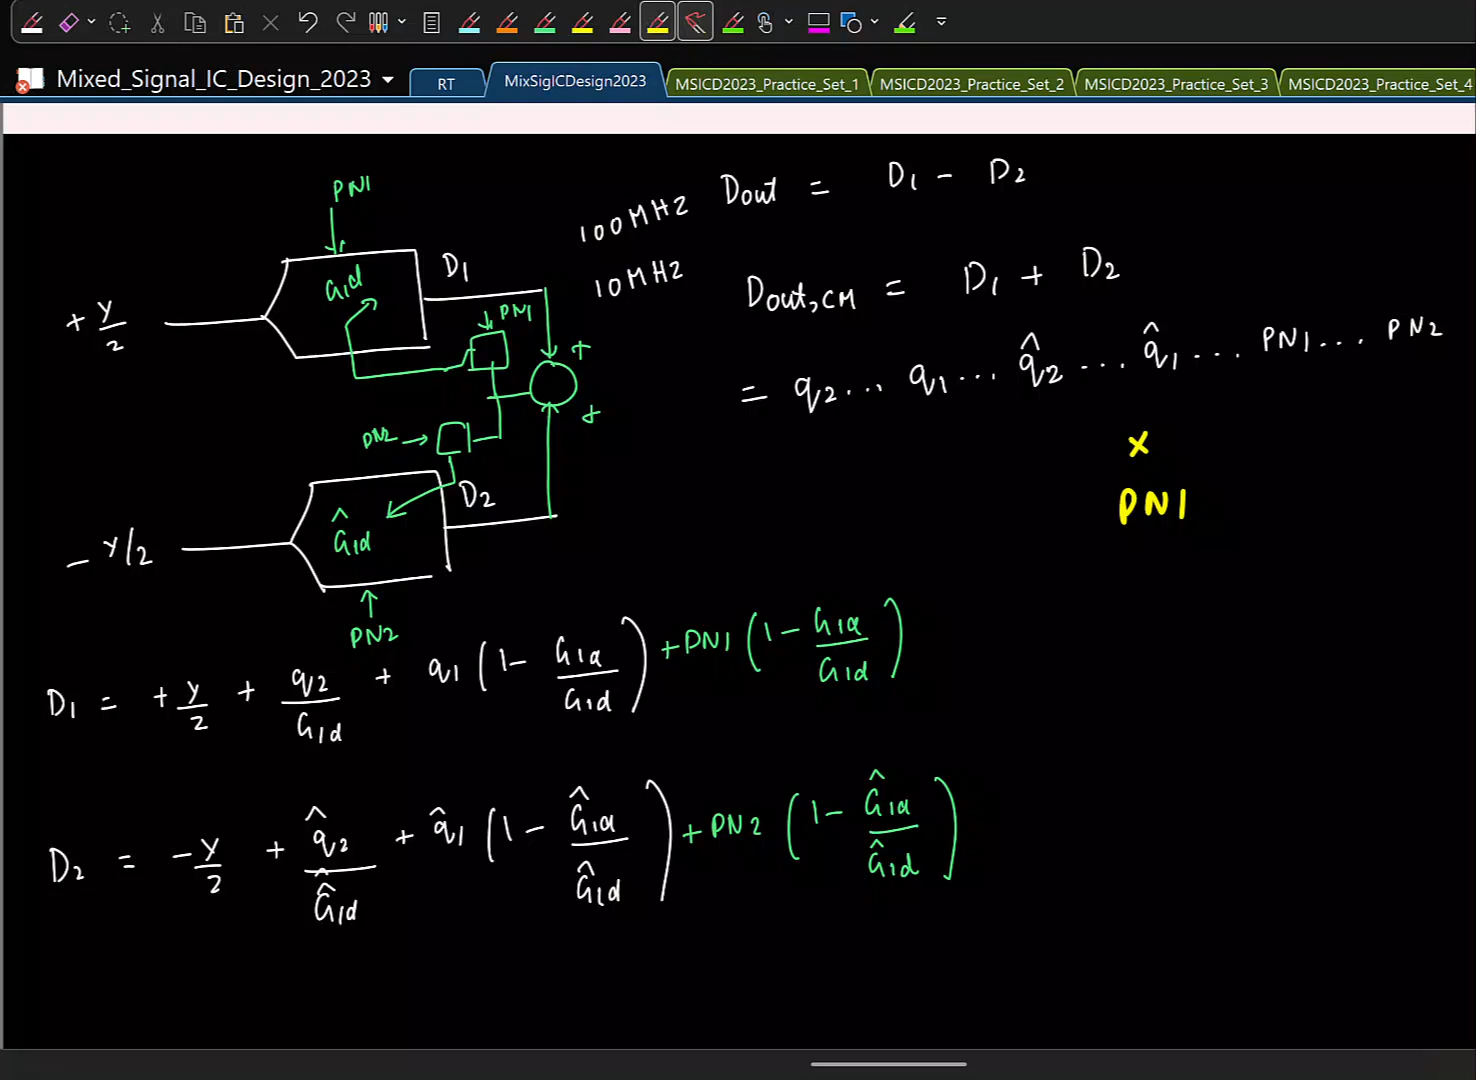 Mixed_Signal_IC_Design_2023
RT
MixSigICDesign2023
MSICD2023_Practice_Set_1
MSICD2023_Practice_Set_2
MSICD2023_Practice_Set_3
MSICD2023_Practice_Set_4
PN1
G1d
+ Y/2
D1
PN1
+
+
PN2 →
D2
Ĝ1d
- Y/2
PN2
100MHz
10MHz
Dout = D1 - D2
Dout,CM = D1 + D2
= q2 ... q1 ... q̂2 ... q̂1 ... PN1 ... PN2
×
PN1
D1 = + Y/2 + q2/G1d + q1 (1 - G1a/G1d) + PN1 (1 - G1a/G1d)
D2 = - Y/2 + q̂2/Ĝ1d + q̂1 (1 - Ĝ1a/Ĝ1d) + PN2 (1 - Ĝ1a/Ĝ1d)